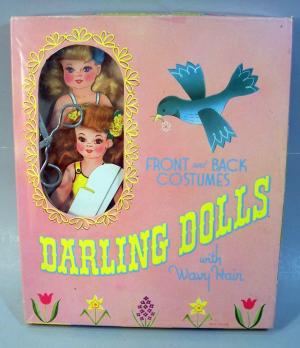 FRONT and BACK
COSTUMES
DARLING DOLLS
with
Wavy Hair